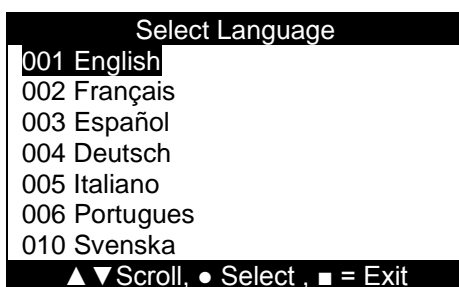 Select Language
001 English
002 Français
003 Español
004 Deutsch
005 Italiano
006 Portugues
010 Svenska
▲▼Scroll, ● Select , ■ = Exit